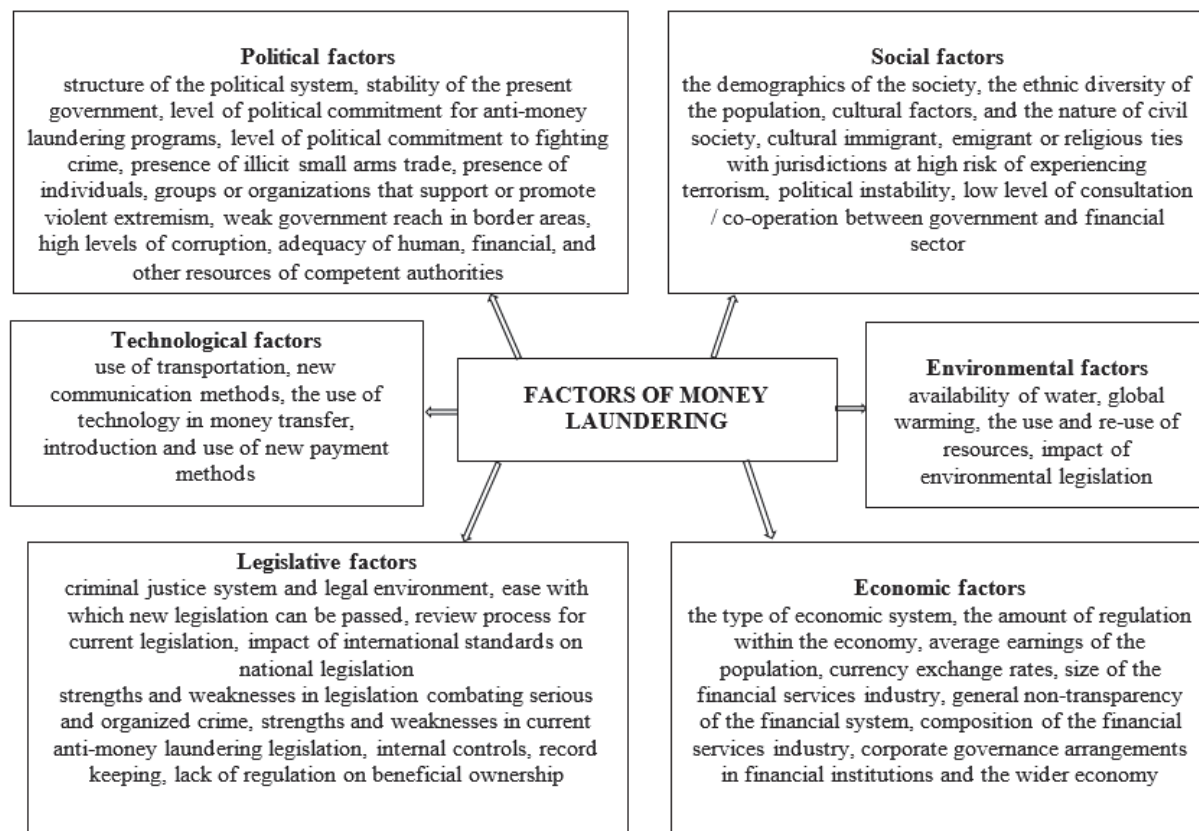 Political factors
structure of the political system, stability of the present
government, level of political commitment for anti-money
laundering programs, level of political commitment to fighting
crime, presence of illicit small arms trade, presence of
individuals, groups or organizations that support or promote
violent extremism, weak government reach in border areas,
high levels of corruption, adequacy of human, financial, and
other resources of competent authorities
Social factors
the demographics of the society, the ethnic diversity of
the population, cultural factors, and the nature of civil
society, cultural immigrant, emigrant or religious ties
with jurisdictions at high risk of experiencing
terrorism, political instability, low level of consultation
/ co-operation between government and financial
sector
Technological factors
use of transportation, new
communication methods, the use of
technology in money transfer,
introduction and use of new payment
methods
FACTORS OF MONEY
LAUNDERING
Environmental factors
availability of water, global
warming, the use and re-use of
resources, impact of
environmental legislation
Legislative factors
criminal justice system and legal environment, ease with
which new legislation can be passed, review process for
current legislation, impact of international standards on
national legislation
strengths and weaknesses in legislation combating serious
and organized crime, strengths and weaknesses in current
anti-money laundering legislation, internal controls, record
keeping, lack of regulation on beneficial ownership
Economic factors
the type of economic system, the amount of regulation
within the economy, average earnings of the
population, currency exchange rates, size of the
financial services industry, general non-transparency
of the financial system, composition of the financial
services industry, corporate governance arrangements
in financial institutions and the wider economy